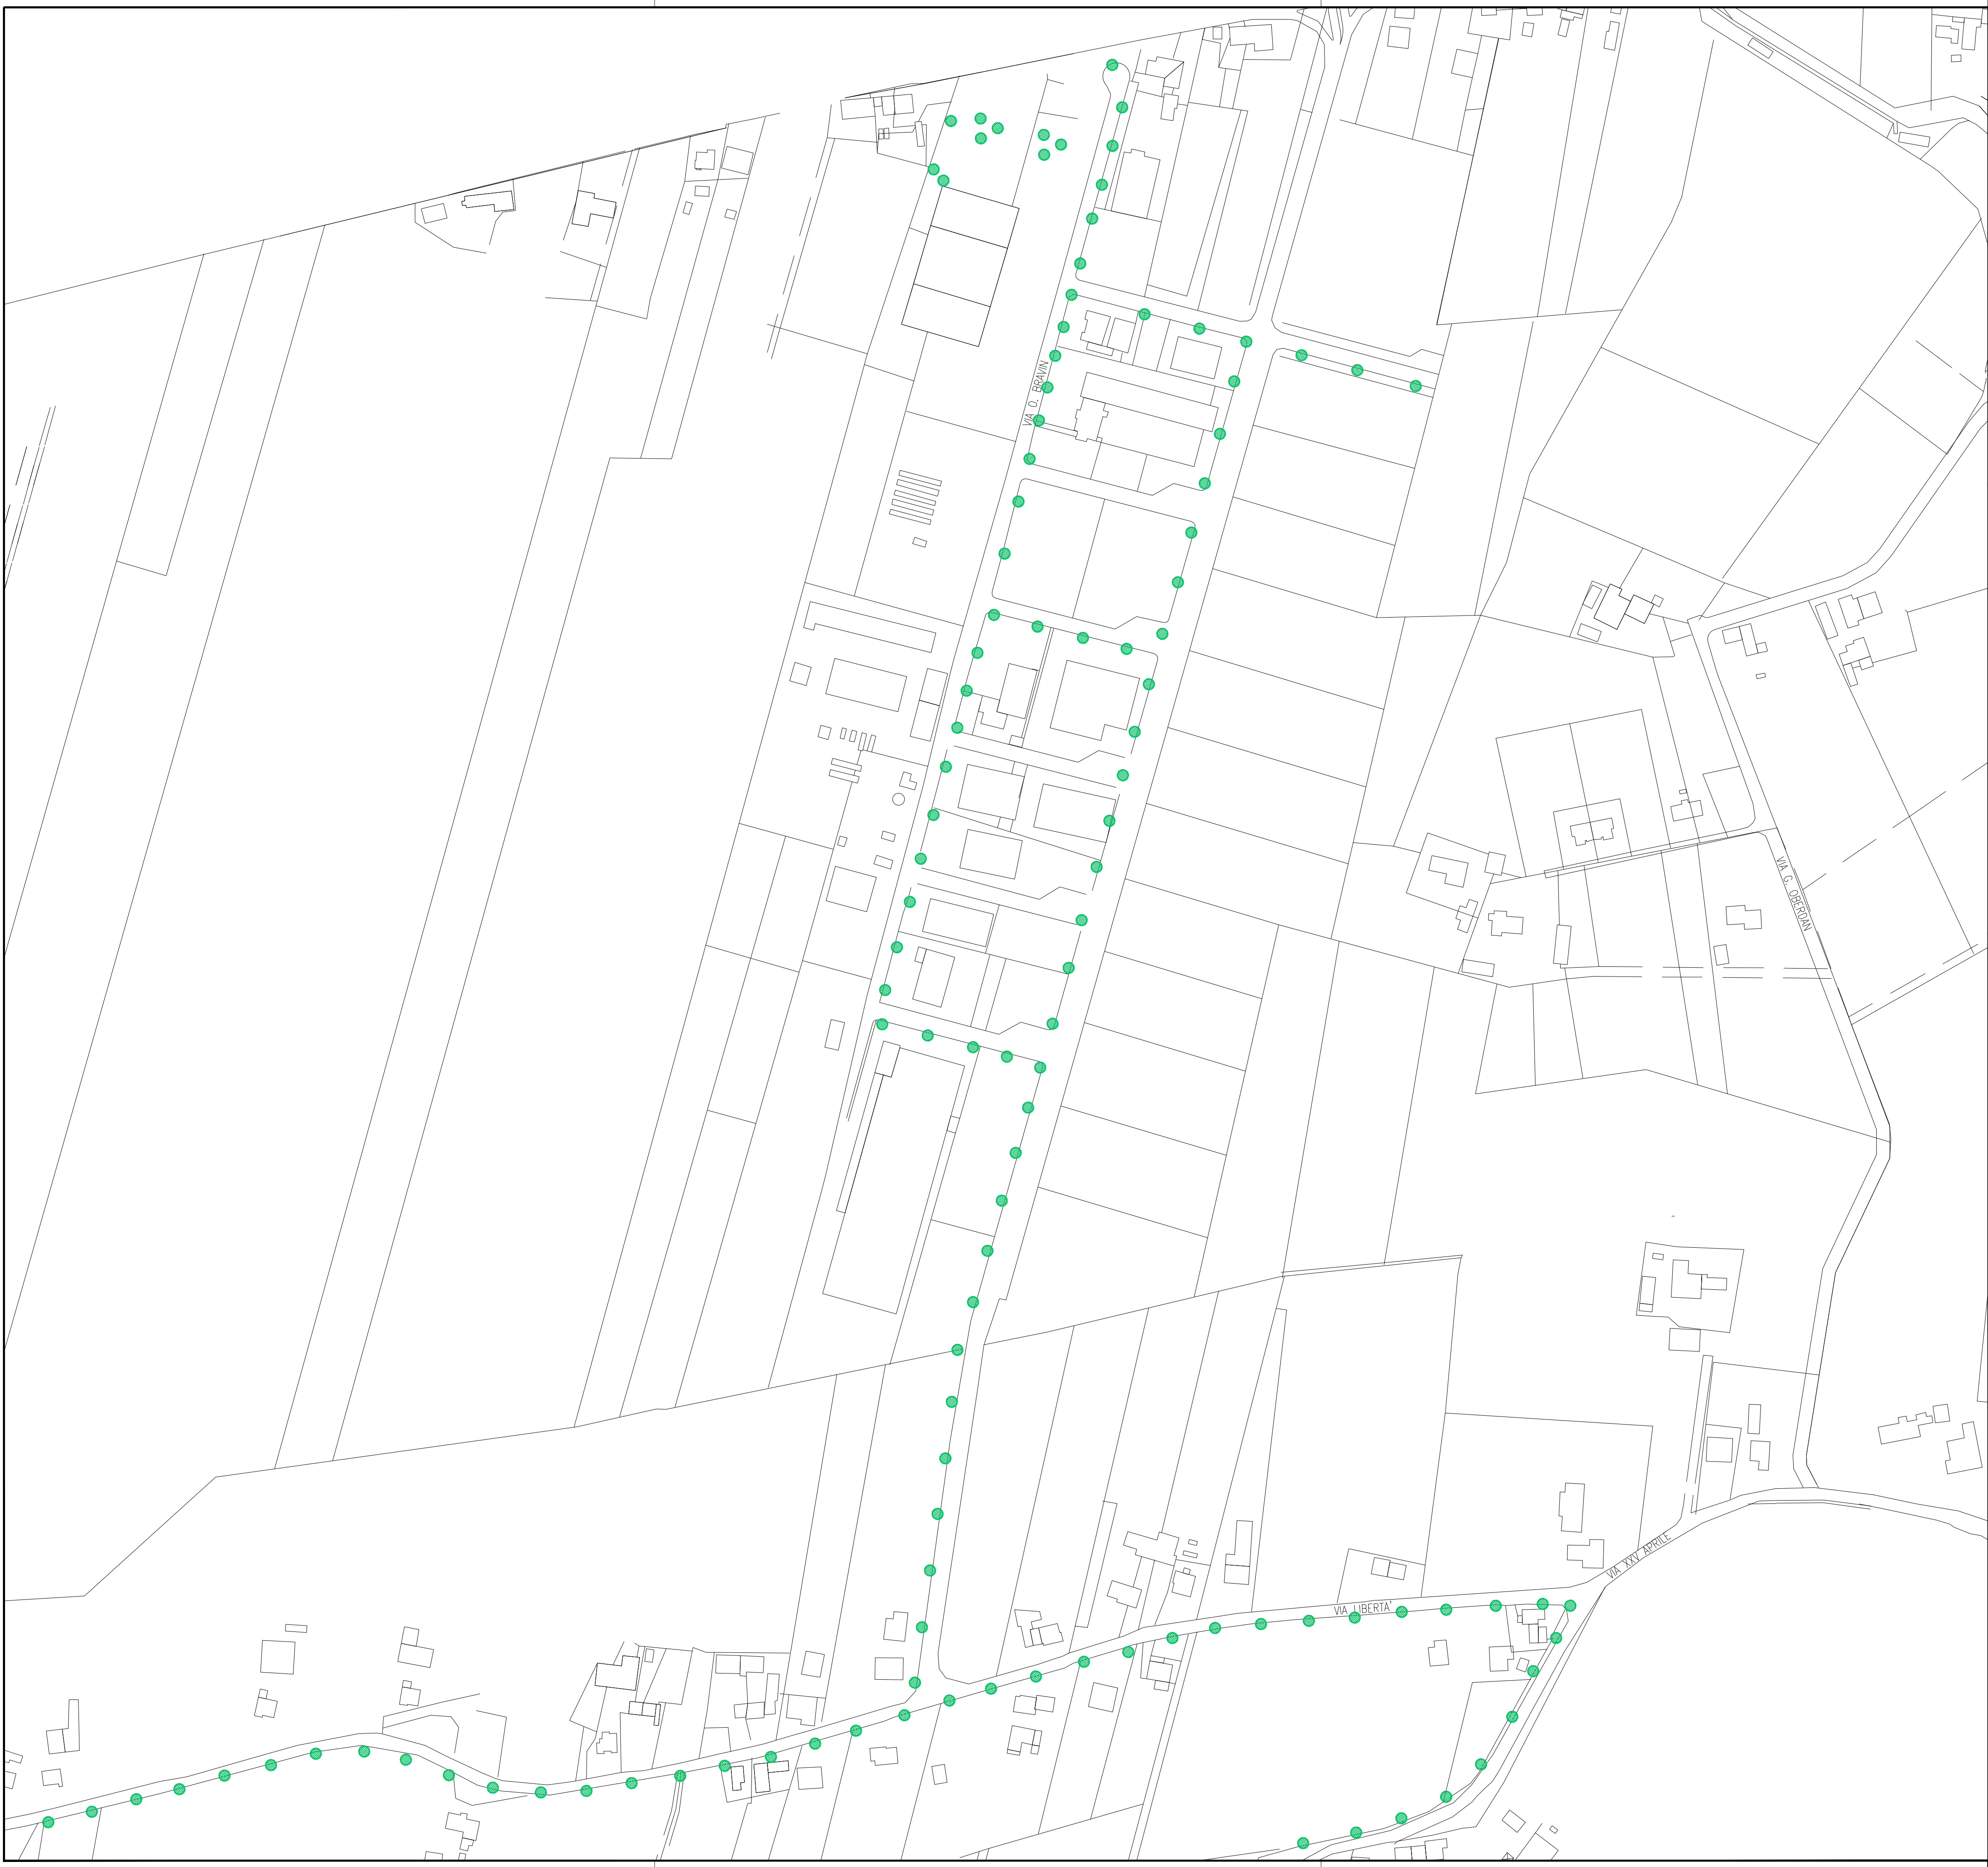 VIA O. BRAVIN
VIA G. OBERDAN
VIA XXV APRILE
VIA LIBERTA'